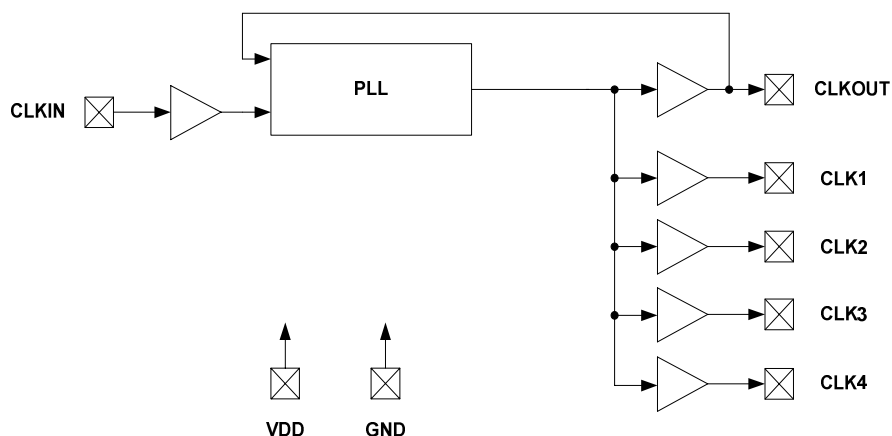 PLL
CLKIN
CLKOUT
CLK1
CLK2
CLK3
CLK4
VDD
GND